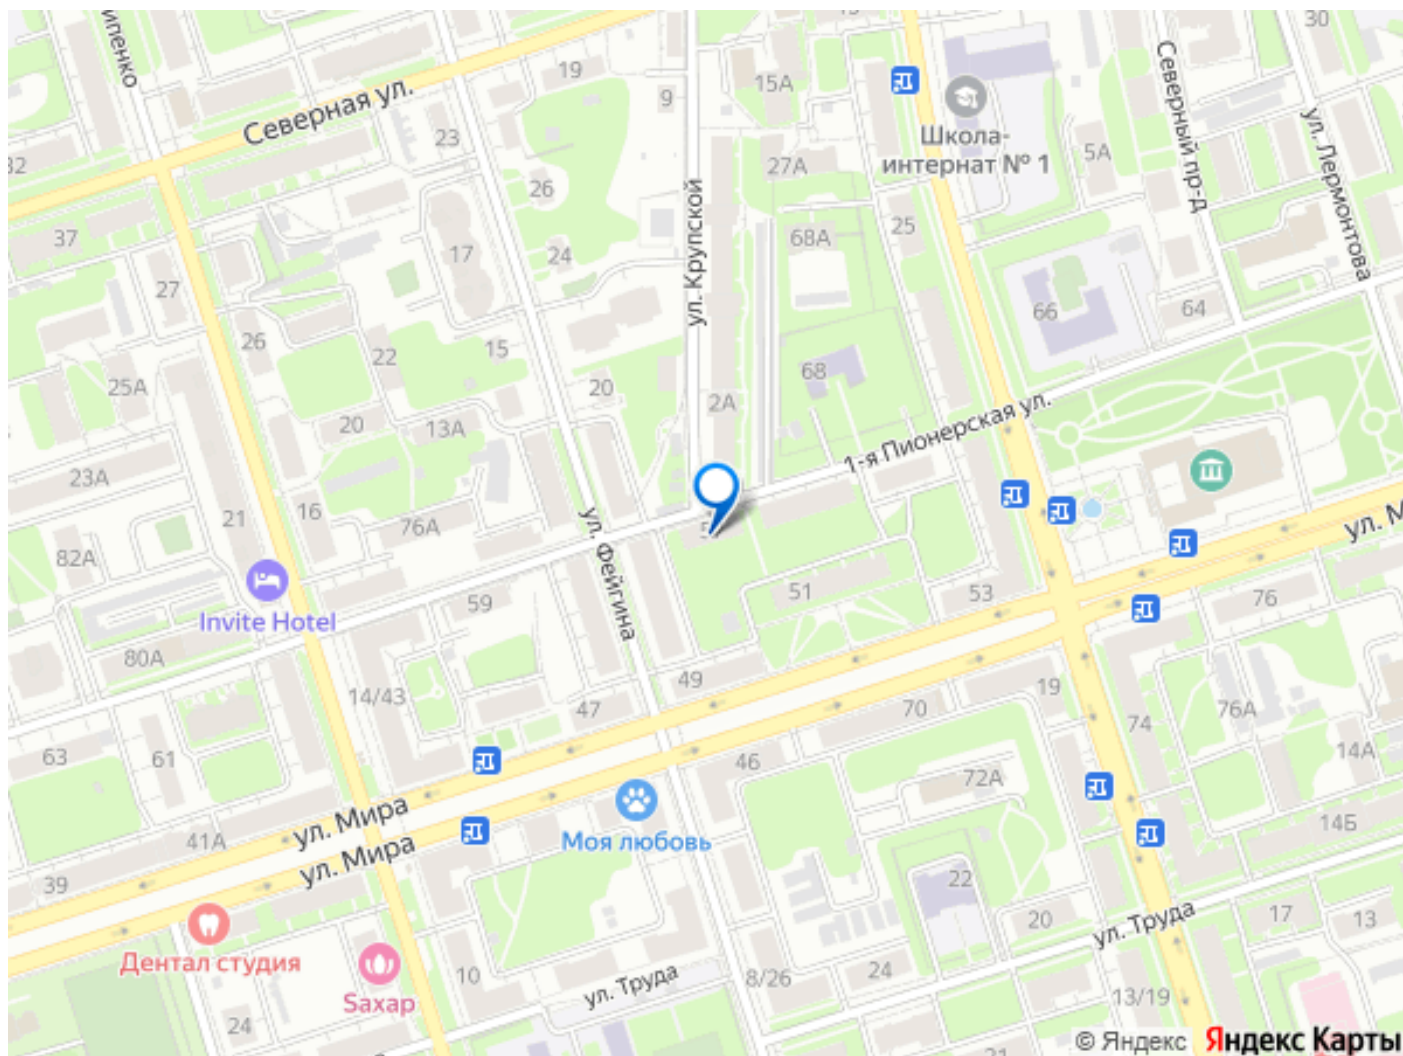 30
19
15А
9
23
Северная ул.
Школа-
интернат № 1
27А
5А
Северный пр-д
ул. Лермонтова
26
ул. Крупской
25
37
17
24
68А
27
66
64
26
22
15
68
25А
20
2А
20
13А
1-я Пионерская ул.
23А
21
16
76А
ул. Фейгина
82А
Invite Hotel
59
51
53
76
80А
14/43
49
47
70
19
74
76А
63
61
46
72А
14А
ул. Мира
ул. Мира
Моя любовь
41А
14Б
39
22
20
17
13
ул. Труда
Дентал студия
Saxap
10
ул. Труда
8/26
24
13/19
24
21
© Яндекс Яндекс Карты